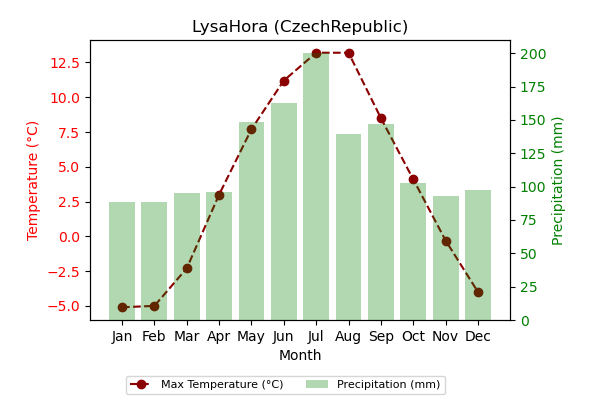 LysaHora (CzechRepublic)
Temperature (°C)
12.5
10.0
7.5
5.0
2.5
0.0
−2.5
−5.0
200
175
150
125
100
75
50
25
0
Precipitation (mm)
Jan Feb Mar Apr May Jun Jul Aug Sep Oct Nov Dec
Month
Max Temperature (°C) Precipitation (mm)